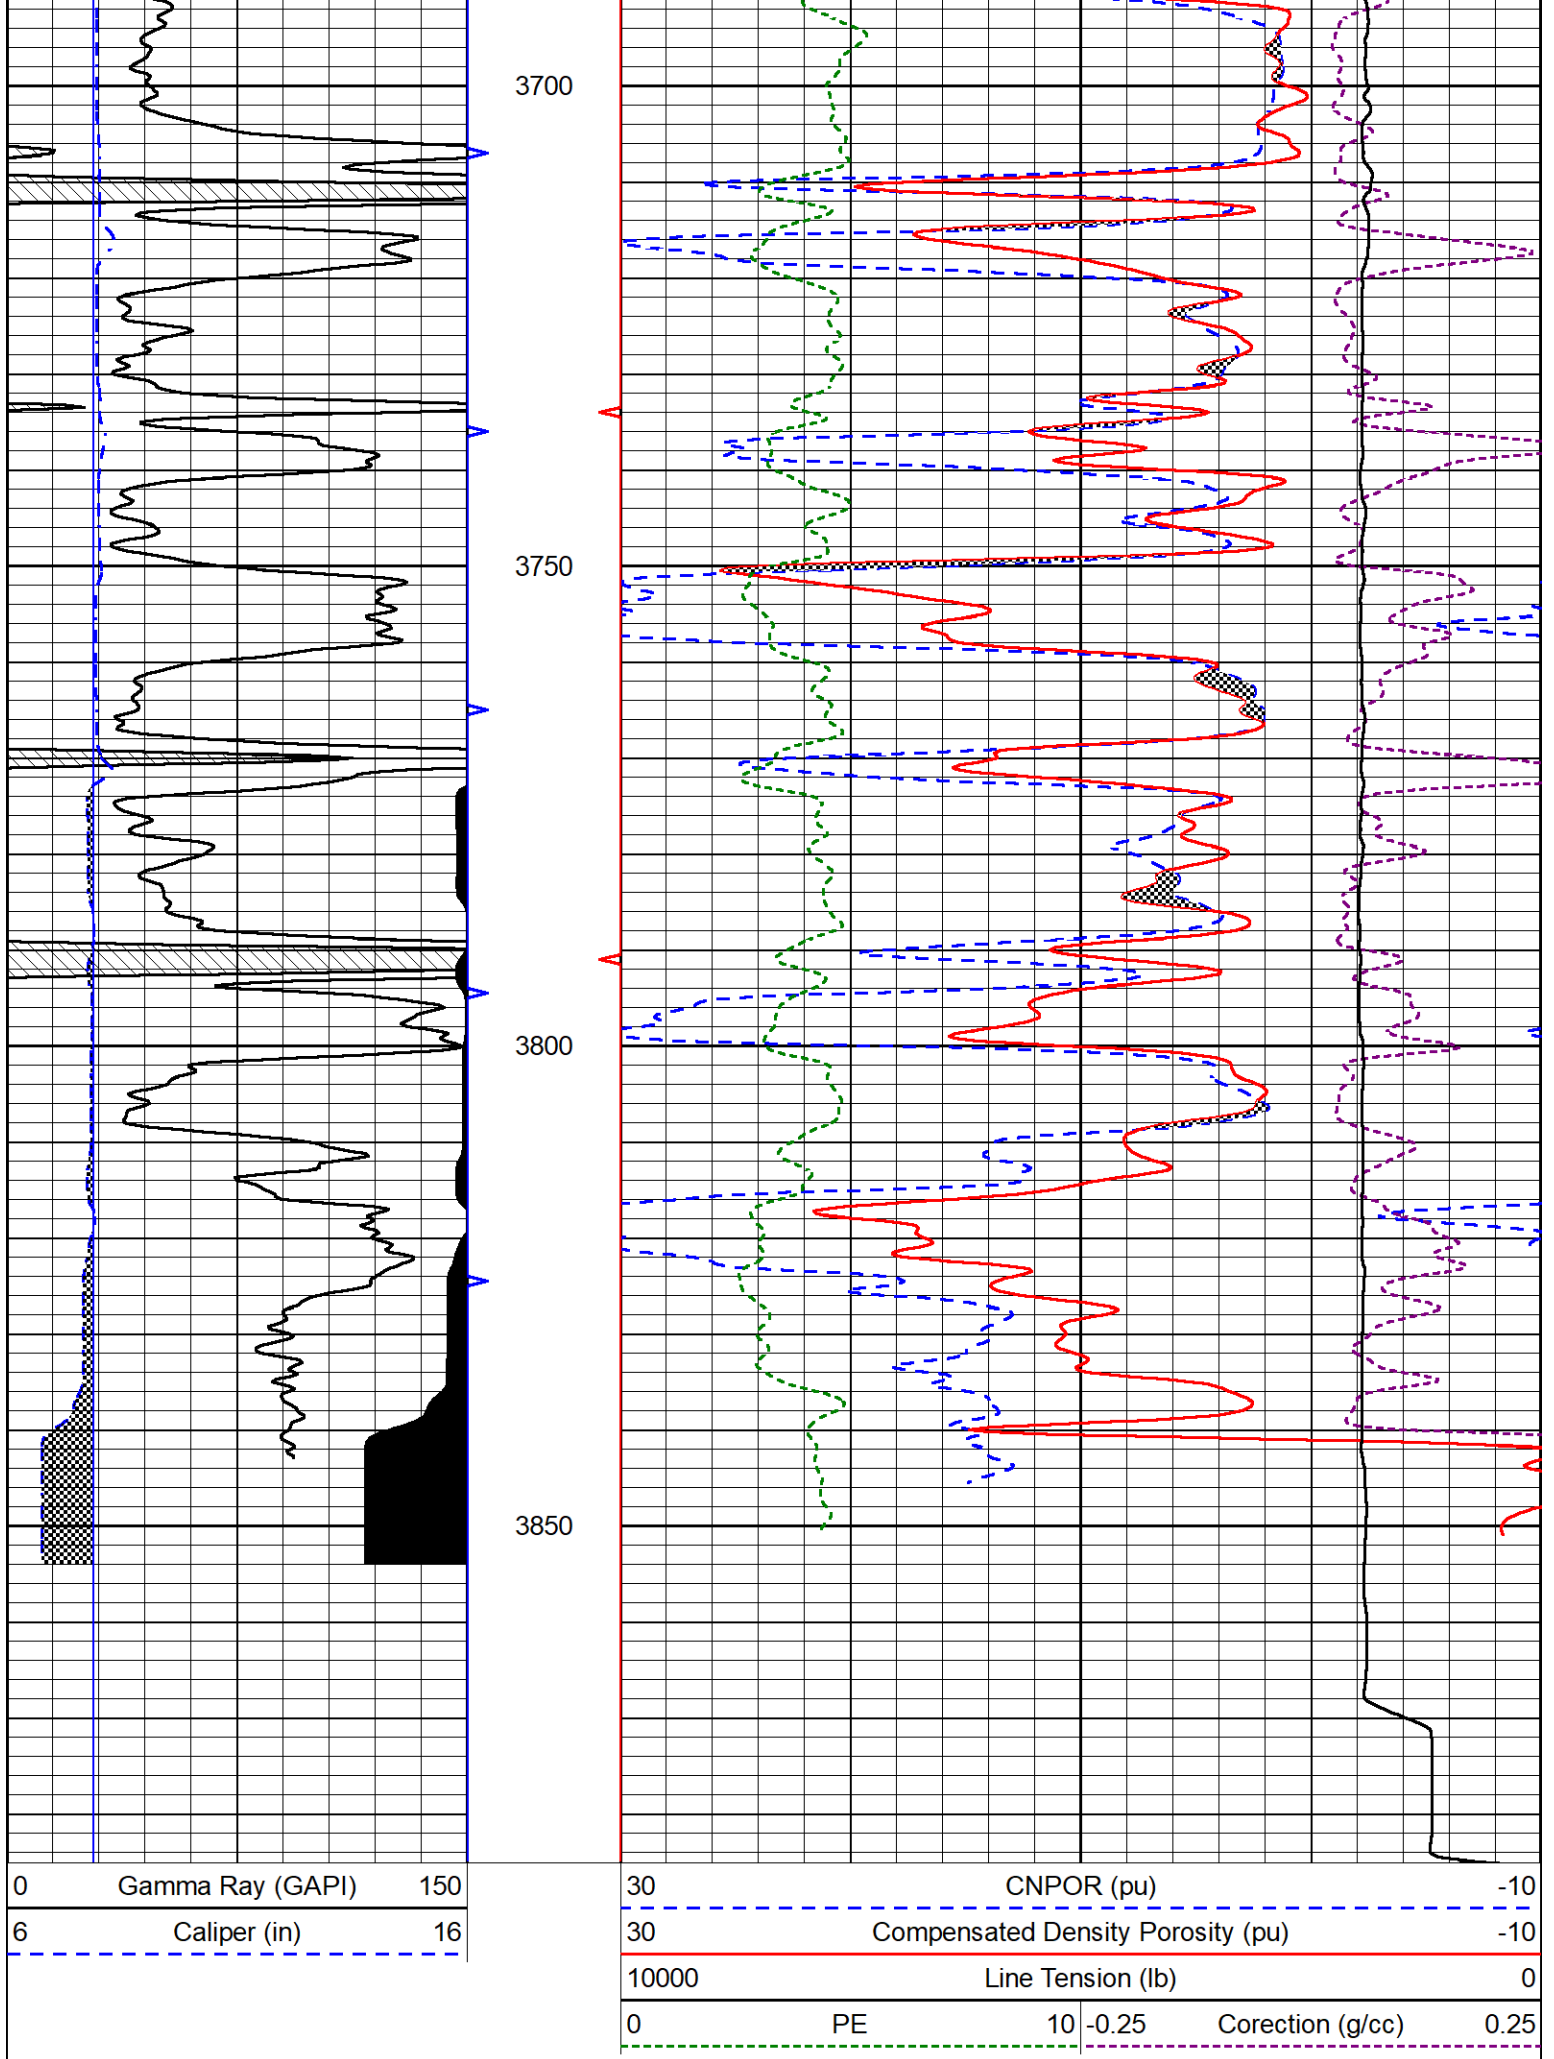 3700
3750
3800
3850
0 Gamma Ray (GAPI) 150
6 Caliper (in) 16
30 CNPOR (pu) -10
30 Compensated Density Porosity (pu) -10
10000 Line Tension (lb) 0
0 PE 10 -0.25 Corection (g/cc) 0.25